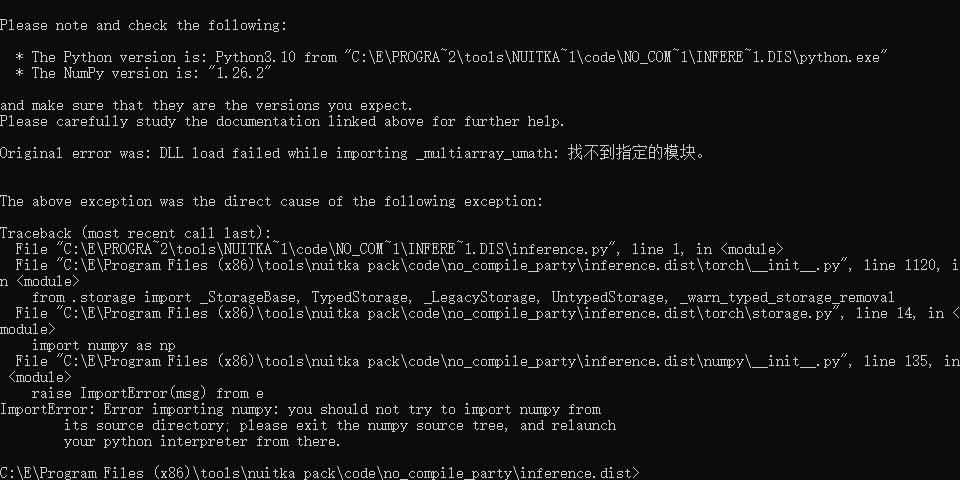 Please note and check the following:
* The Python version is: Python3.10 from "C:\E\PROGRA~2\tools\NUITKA~1\code\NO_COM~1\INFERE~1.DIS\python.exe"
* The NumPy version is: "1.26.2"
and make sure that they are the versions you expect.
Please carefully study the documentation linked above for further help.
Original error was: DLL load failed while importing _multiarray_umath: 找不到指定的模块。
The above exception was the direct cause of the following exception:
Traceback (most recent call last):
File "C:\E\PROGRA~2\tools\NUITKA~1\code\NO_COM~1\INFERE~1.DIS\inference.py", line 1, in <module>
File "C:\E\Program Files (x86)\tools\nuitka pack\code\no_compile_party\inference.dist\torch\__init__.py", line 1120, i
n <module>
from .storage import _StorageBase, TypedStorage, _LegacyStorage, UntypedStorage, _warn_typed_storage_removal
File "C:\E\Program Files (x86)\tools\nuitka pack\code\no_compile_party\inference.dist\torch\storage.py", line 14, in <
module>
import numpy as np
File "C:\E\Program Files (x86)\tools\nuitka pack\code\no_compile_party\inference.dist\numpy\__init__.py", line 135, in
<module>
raise ImportError(msg) from e
ImportError: Error importing numpy: you should not try to import numpy from
its source directory; please exit the numpy source tree, and relaunch
your python interpreter from there.
C:\E\Program Files (x86)\tools\nuitka pack\code\no_compile_party\inference.dist>